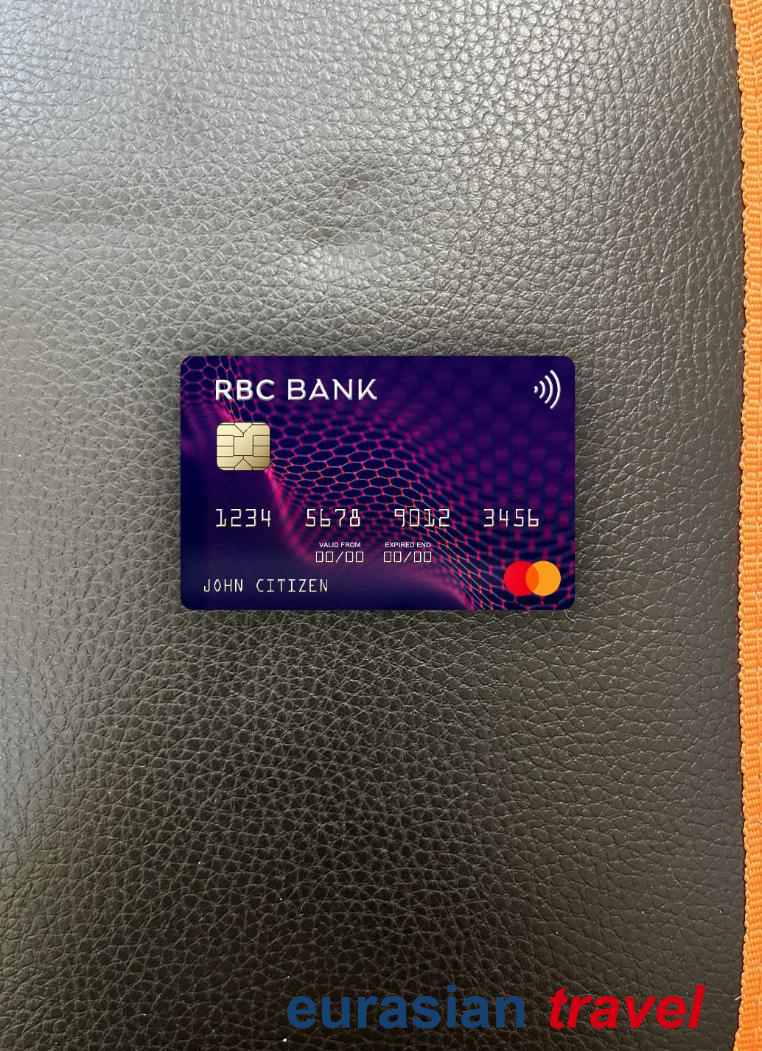 RBC BANK
1234 5678 9012 3456
VALID FROM EXPIRED END
00/00 00/00
JOHN CITIZEN
eurasian travel